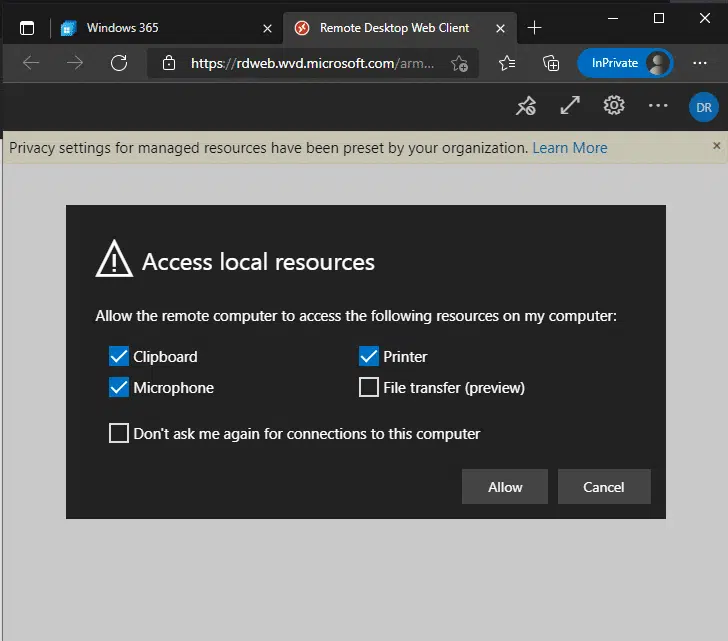 Windows 365
Remote Desktop Web Client
https://rdweb.wvd.microsoft.com/arm...
InPrivate
DR
Privacy settings for managed resources have been preset by your organization. Learn More
Access local resources
Allow the remote computer to access the following resources on my computer:
Clipboard
Printer
Microphone
File transfer (preview)
Don't ask me again for connections to this computer
Allow
Cancel